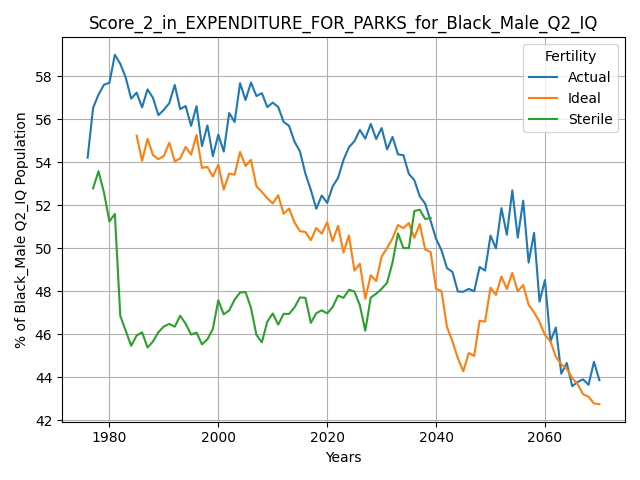 Score_2_in_EXPENDITURE_FOR_PARKS_for_Black_Male_Q2_IQ
Fertility
Actual
Ideal
Sterile
% of Black_Male Q2_IQ Population
58
56
54
52
50
48
46
44
42
1980
2000
2020
2040
2060
Years